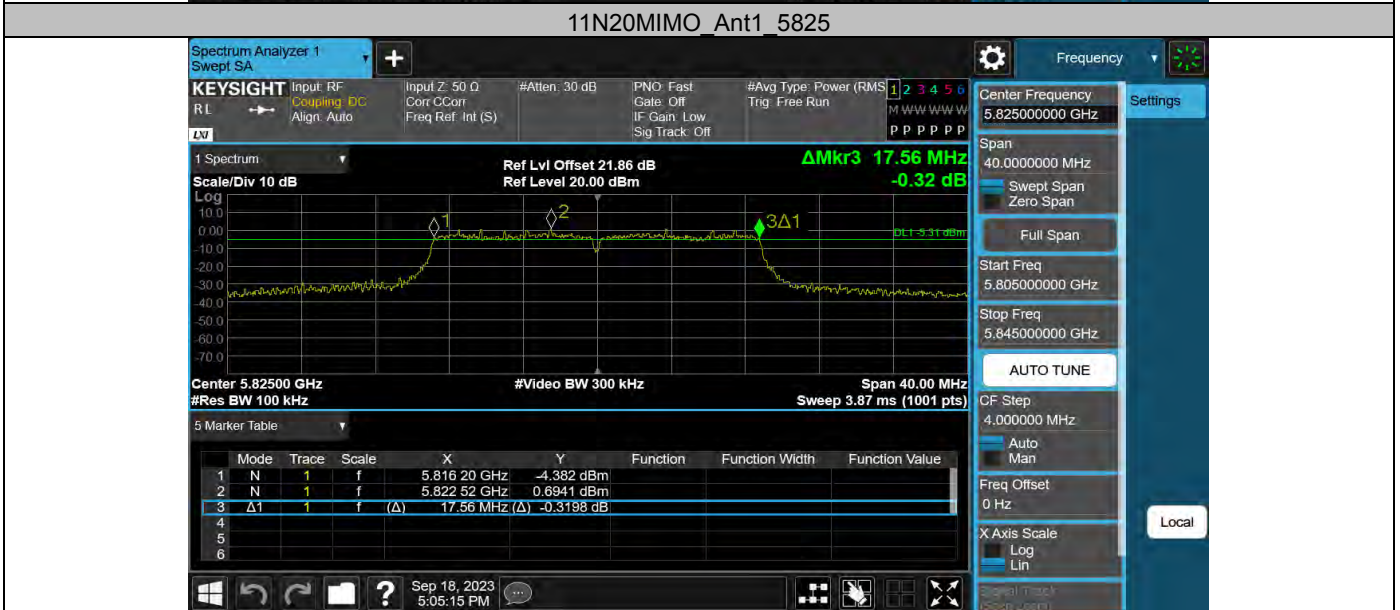 11N20MIMO_Ant1_5825
Spectrum Analyzer 1
Swept SA
Frequency
KEYSIGHT Input: RF Input Z: 50 Ω #Atten: 30 dB PNO: Fast #Avg Type: Power (RMS 1 2 3 4 5 6
RL Coupling: DC Corr CCorr Gate: Off Trig: Free Run M WW WW W
Align: Auto Freq Ref: Int (S) IF Gain: Low
LXI Sig Track: Off P P P P P P
1 Spectrum Ref Lvl Offset 21.86 dB ΔMkr3 17.56 MHz
Scale/Div 10 dB Ref Level 20.00 dBm -0.32 dB
Log
10.0
0.00
-10.0
-20.0
-30.0
-40.0
-50.0
-60.0
-70.0
1
2
3Δ1
DL1 -5.31 dBm
Center 5.82500 GHz #Video BW 300 kHz Span 40.00 MHz
#Res BW 100 kHz Sweep 3.87 ms (1001 pts)
5 Marker Table
Mode Trace Scale X Y Function Function Width Function Value
1 N 1 f 5.816 20 GHz -4.382 dBm
2 N 1 f 5.822 52 GHz 0.6941 dBm
3 Δ1 1 f (Δ) 17.56 MHz (Δ) -0.3198 dB
4
5
6
Sep 18, 2023
5:05:15 PM
Center Frequency
5.825000000 GHz
Settings
Span
40.0000000 MHz
Swept Span
Zero Span
Full Span
Start Freq
5.805000000 GHz
Stop Freq
5.845000000 GHz
AUTO TUNE
CF Step
4.000000 MHz
Auto
Man
Freq Offset
0 Hz
X Axis Scale
Log
Lin
Local
Signal Track